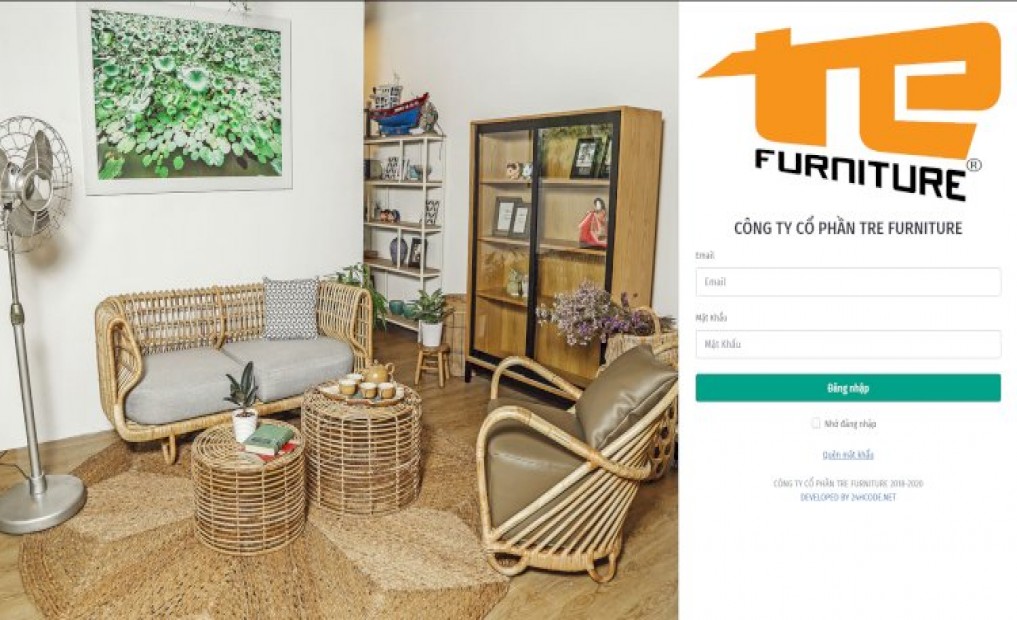 TRE
FURNITURE®
CÔNG TY CỔ PHẦN TRE FURNITURE
Email
Email
Mật Khẩu
Mật Khẩu
Đăng nhập
Nhớ đăng nhập
Quên mật khẩu
CÔNG TY CỔ PHẦN TRE FURNITURE 2018-2020
DEVELOPED BY 24HCODE.NET